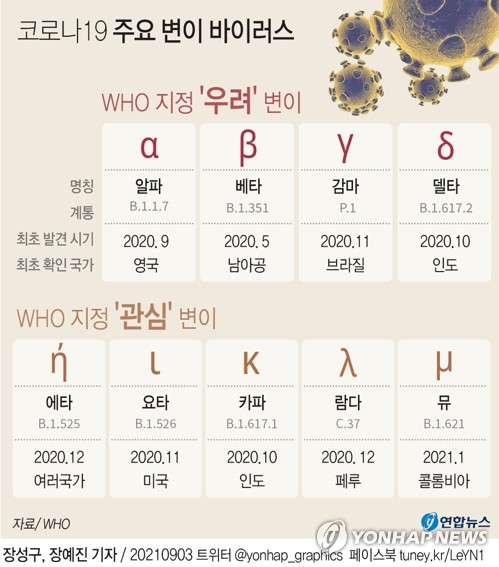 코로나19 주요 변이 바이러스
WHO 지정 '우려' 변이
α β γ δ
명칭 알파 베타 감마 델타
계통 B.1.1.7 B.1.351 P.1 B.1.617.2
최초 발견 시기 2020.9 2020.5 2020.11 2020.10
최초 확인 국가 영국 남아공 브라질 인도
WHO 지정 '관심' 변이
ή ι κ λ μ
에타 요타 카파 람다 뮤
B.1.525 B.1.526 B.1.617.1 C.37 B.1.621
2020.12 2020.11 2020.10 2020.12 2021.1
여러국가 미국 인도 페루 콜롬비아
자료/ WHO
연합뉴스
YONHAP NEWS
장성구, 장예진 기자 / 20210903 트위터 @yonhap_graphics 페이스북 tuney.kr/LeYN1